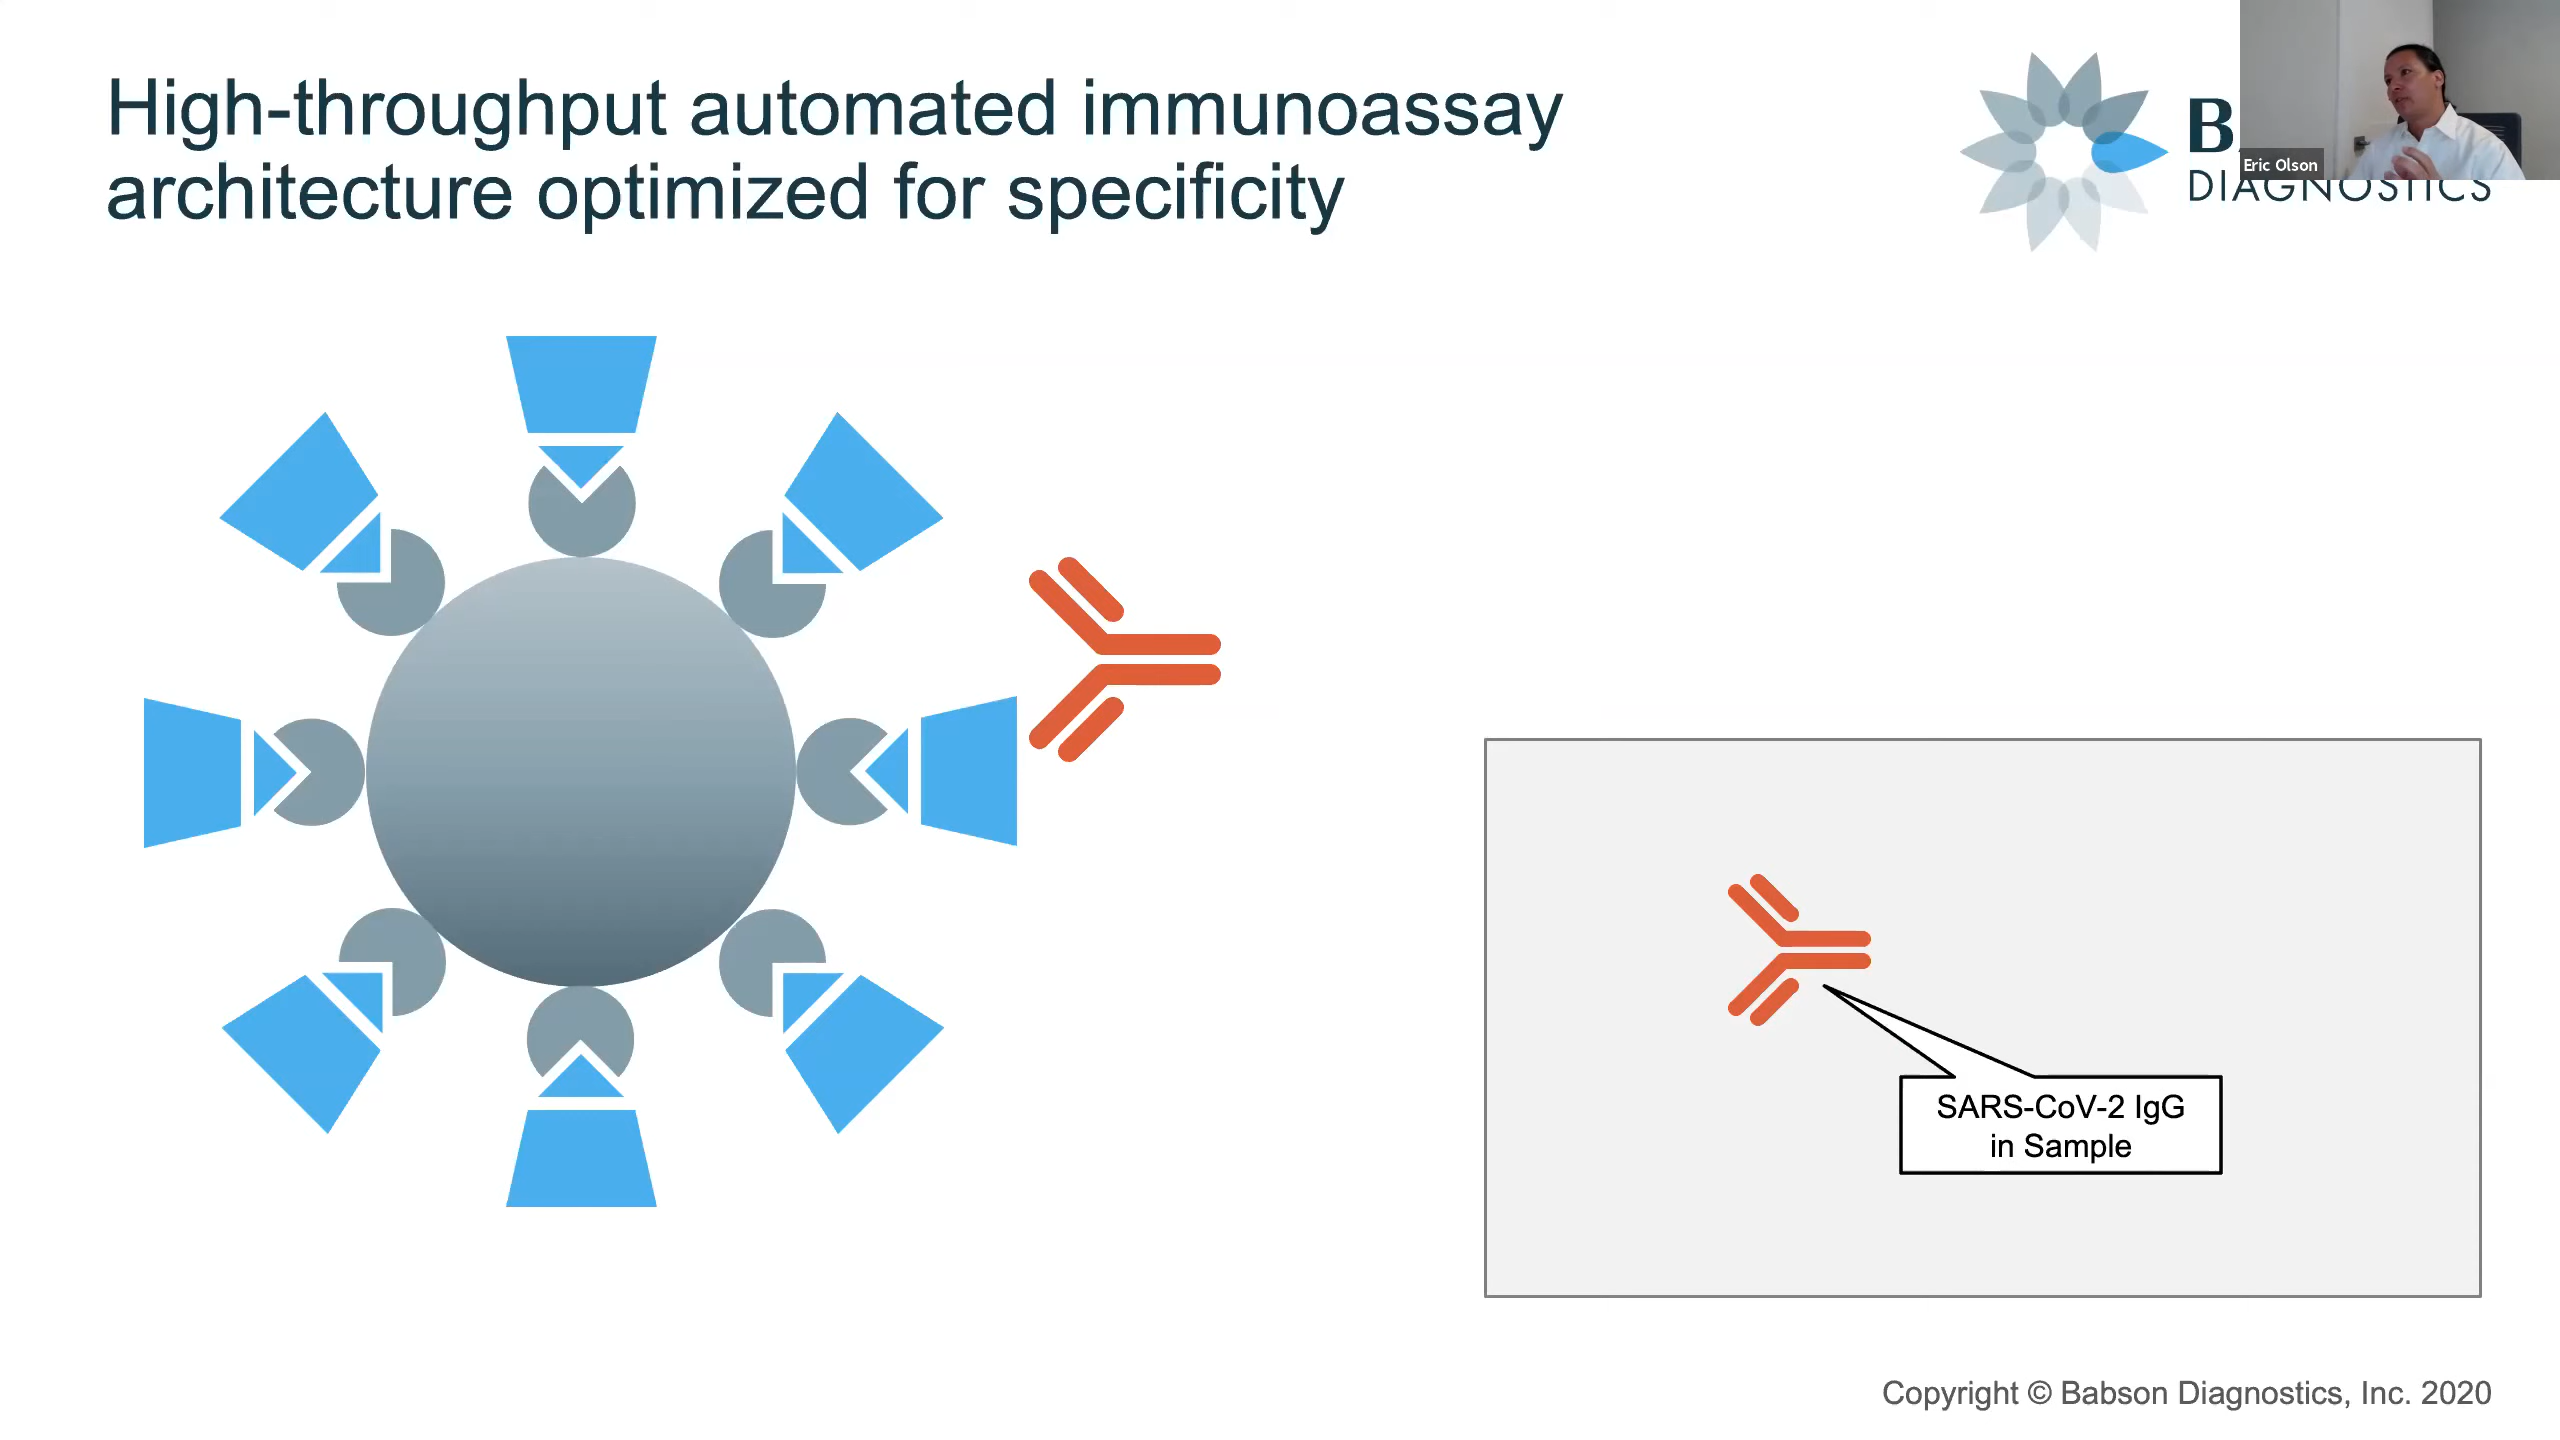 High-throughput automated immunoassay
architecture optimized for specificity
DIAGNOSTICS
Eric Olson
SARS-CoV-2 IgG
in Sample
Copyright © Babson Diagnostics, Inc. 2020